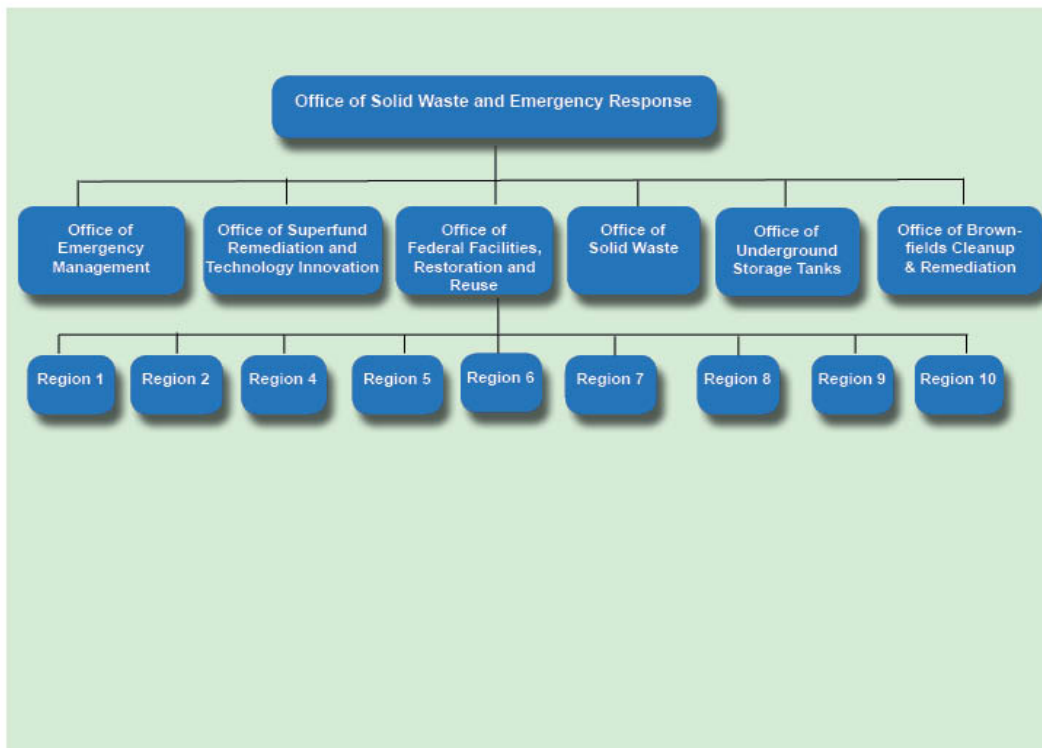 Office of Solid Waste and Emergency Response
Office of
Emergency
Management
Office of Superfund
Remediation and
Technology Innovation
Office of
Federal Facilities,
Restoration and
Reuse
Office of
Solid Waste
Office of
Underground
Storage Tanks
Office of Brown-
fields Cleanup
& Remediation
Region 1
Region 2
Region 4
Region 5
Region 6
Region 7
Region 8
Region 9
Region 10